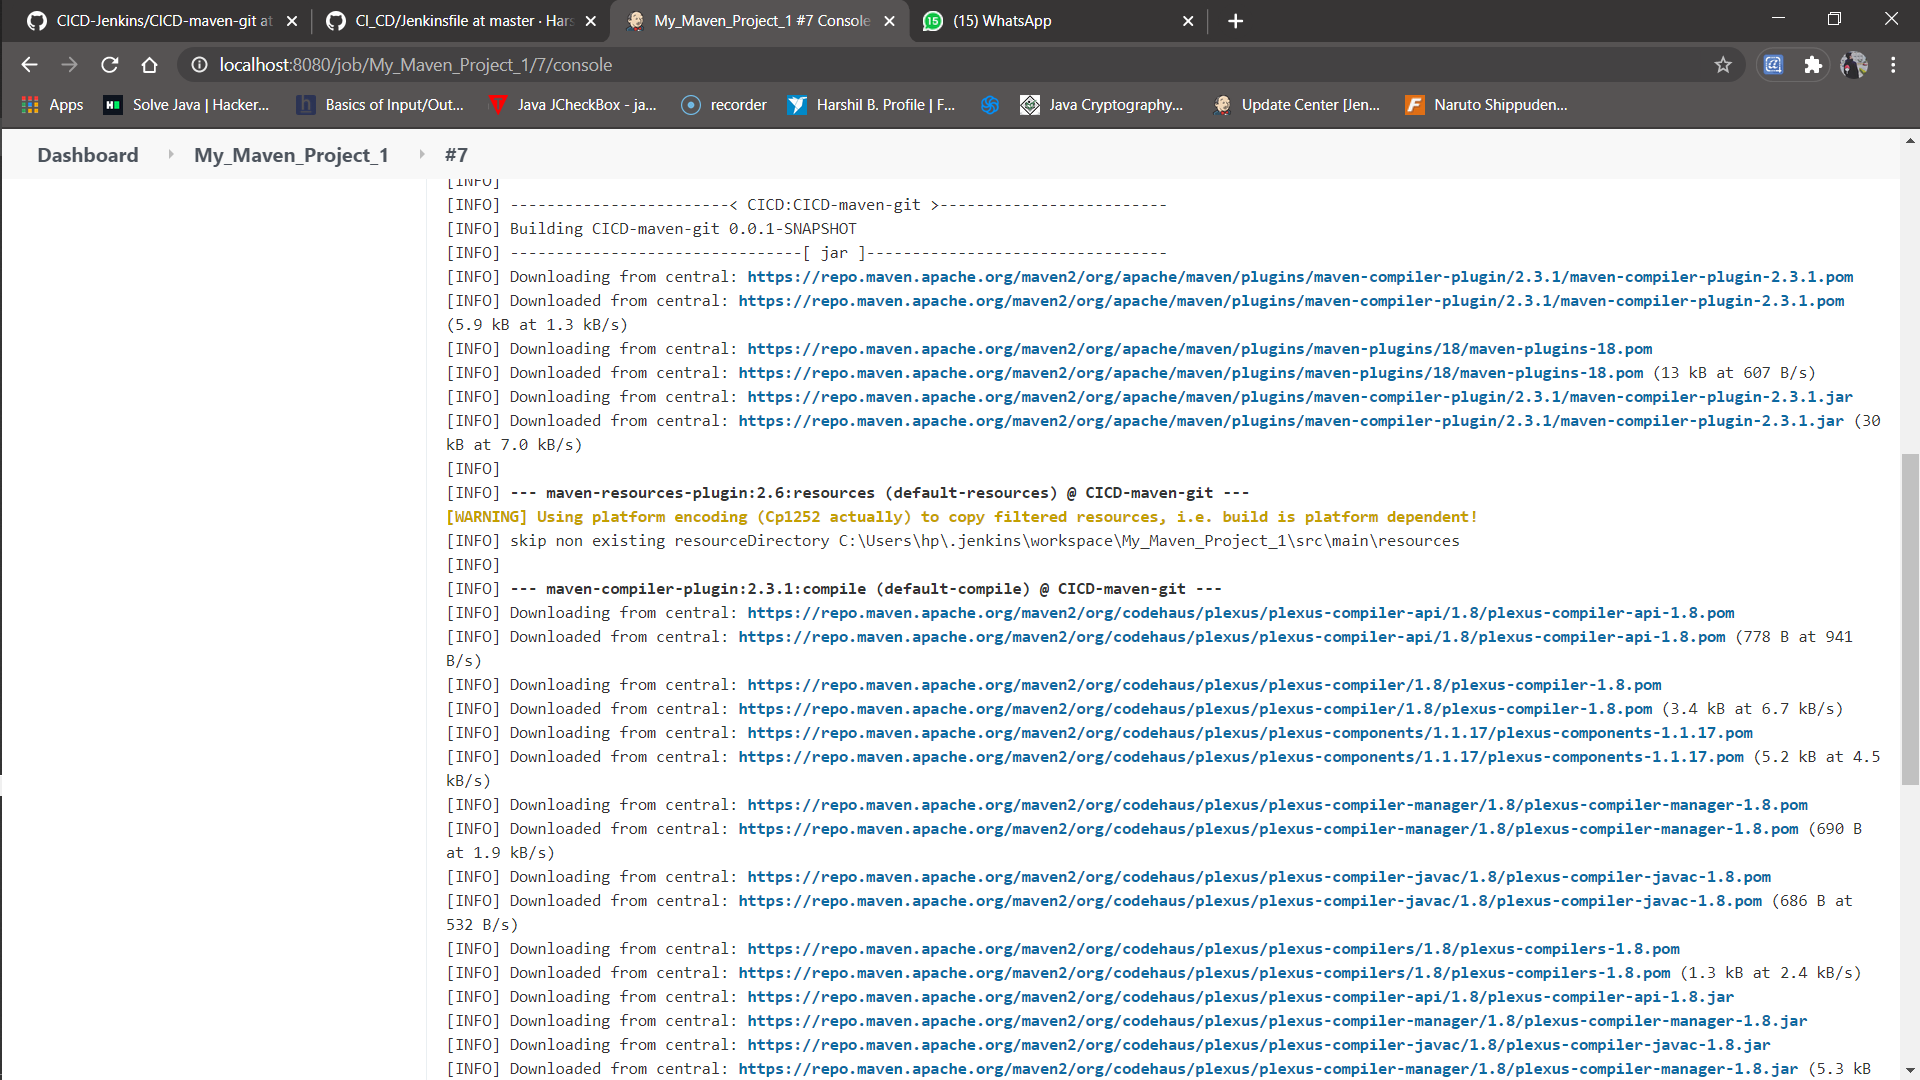 CICD-Jenkins/CICD-maven-git at
CI_CD/Jenkinsfile at master · Hars
My_Maven_Project_1 #7 Console
15 (15) WhatsApp
localhost:8080/job/My_Maven_Project_1/7/console
Apps
Solve Java | Hacker...
Basics of Input/Out...
Java JCheckBox - ja...
recorder
Harshil B. Profile | F...
Java Cryptography...
Update Center [Jen...
Naruto Shippuden...
Dashboard My_Maven_Project_1 #7
[INFO]
[INFO] ------------------------< CICD:CICD-maven-git >-------------------------
[INFO] Building CICD-maven-git 0.0.1-SNAPSHOT
[INFO] --------------------------------[ jar ]---------------------------------
[INFO] Downloading from central: https://repo.maven.apache.org/maven2/org/apache/maven/plugins/maven-compiler-plugin/2.3.1/maven-compiler-plugin-2.3.1.pom
[INFO] Downloaded from central: https://repo.maven.apache.org/maven2/org/apache/maven/plugins/maven-compiler-plugin/2.3.1/maven-compiler-plugin-2.3.1.pom
(5.9 kB at 1.3 kB/s)
[INFO] Downloading from central: https://repo.maven.apache.org/maven2/org/apache/maven/plugins/maven-plugins/18/maven-plugins-18.pom
[INFO] Downloaded from central: https://repo.maven.apache.org/maven2/org/apache/maven/plugins/maven-plugins/18/maven-plugins-18.pom (13 kB at 607 B/s)
[INFO] Downloading from central: https://repo.maven.apache.org/maven2/org/apache/maven/plugins/maven-compiler-plugin/2.3.1/maven-compiler-plugin-2.3.1.jar
[INFO] Downloaded from central: https://repo.maven.apache.org/maven2/org/apache/maven/plugins/maven-compiler-plugin/2.3.1/maven-compiler-plugin-2.3.1.jar (30
kB at 7.0 kB/s)
[INFO]
[INFO] --- maven-resources-plugin:2.6:resources (default-resources) @ CICD-maven-git ---
[WARNING] Using platform encoding (Cp1252 actually) to copy filtered resources, i.e. build is platform dependent!
[INFO] skip non existing resourceDirectory C:\Users\hp\.jenkins\workspace\My_Maven_Project_1\src\main\resources
[INFO]
[INFO] --- maven-compiler-plugin:2.3.1:compile (default-compile) @ CICD-maven-git ---
[INFO] Downloading from central: https://repo.maven.apache.org/maven2/org/codehaus/plexus/plexus-compiler-api/1.8/plexus-compiler-api-1.8.pom
[INFO] Downloaded from central: https://repo.maven.apache.org/maven2/org/codehaus/plexus/plexus-compiler-api/1.8/plexus-compiler-api-1.8.pom (778 B at 941
B/s)
[INFO] Downloading from central: https://repo.maven.apache.org/maven2/org/codehaus/plexus/plexus-compiler/1.8/plexus-compiler-1.8.pom
[INFO] Downloaded from central: https://repo.maven.apache.org/maven2/org/codehaus/plexus/plexus-compiler/1.8/plexus-compiler-1.8.pom (3.4 kB at 6.7 kB/s)
[INFO] Downloading from central: https://repo.maven.apache.org/maven2/org/codehaus/plexus/plexus-components/1.1.17/plexus-components-1.1.17.pom
[INFO] Downloaded from central: https://repo.maven.apache.org/maven2/org/codehaus/plexus/plexus-components/1.1.17/plexus-components-1.1.17.pom (5.2 kB at 4.5
kB/s)
[INFO] Downloading from central: https://repo.maven.apache.org/maven2/org/codehaus/plexus/plexus-compiler-manager/1.8/plexus-compiler-manager-1.8.pom
[INFO] Downloaded from central: https://repo.maven.apache.org/maven2/org/codehaus/plexus/plexus-compiler-manager/1.8/plexus-compiler-manager-1.8.pom (690 B
at 1.9 kB/s)
[INFO] Downloading from central: https://repo.maven.apache.org/maven2/org/codehaus/plexus/plexus-compiler-javac/1.8/plexus-compiler-javac-1.8.pom
[INFO] Downloaded from central: https://repo.maven.apache.org/maven2/org/codehaus/plexus/plexus-compiler-javac/1.8/plexus-compiler-javac-1.8.pom (686 B at
532 B/s)
[INFO] Downloading from central: https://repo.maven.apache.org/maven2/org/codehaus/plexus/plexus-compilers/1.8/plexus-compilers-1.8.pom
[INFO] Downloaded from central: https://repo.maven.apache.org/maven2/org/codehaus/plexus/plexus-compilers/1.8/plexus-compilers-1.8.pom (1.3 kB at 2.4 kB/s)
[INFO] Downloading from central: https://repo.maven.apache.org/maven2/org/codehaus/plexus/plexus-compiler-api/1.8/plexus-compiler-api-1.8.jar
[INFO] Downloading from central: https://repo.maven.apache.org/maven2/org/codehaus/plexus/plexus-compiler-manager/1.8/plexus-compiler-manager-1.8.jar
[INFO] Downloading from central: https://repo.maven.apache.org/maven2/org/codehaus/plexus/plexus-compiler-javac/1.8/plexus-compiler-javac-1.8.jar
[INFO] Downloaded from central: https://repo.maven.apache.org/maven2/org/codehaus/plexus/plexus-compiler-manager/1.8/plexus-compiler-manager-1.8.jar (5.3 kB